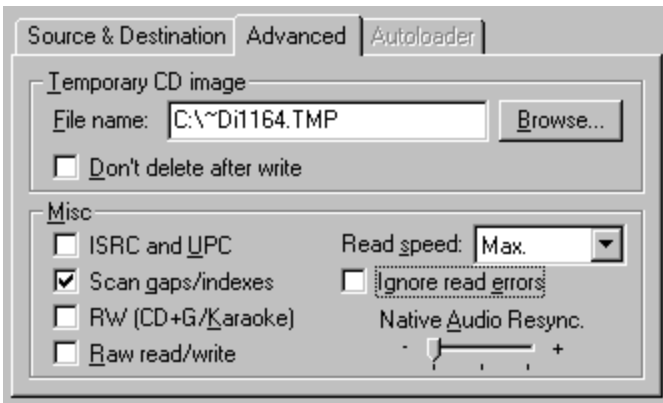 Source & Destination Advanced Autoloader
Temporary CD image
File name: C:\~Di1164.TMP Browse...
Don't delete after write
Misc
ISRC and UPC Read speed: Max.
Scan gaps/indexes Ignore read errors
RW (CD+G/Karaoke) Native Audio Resync.
Raw read/write - +